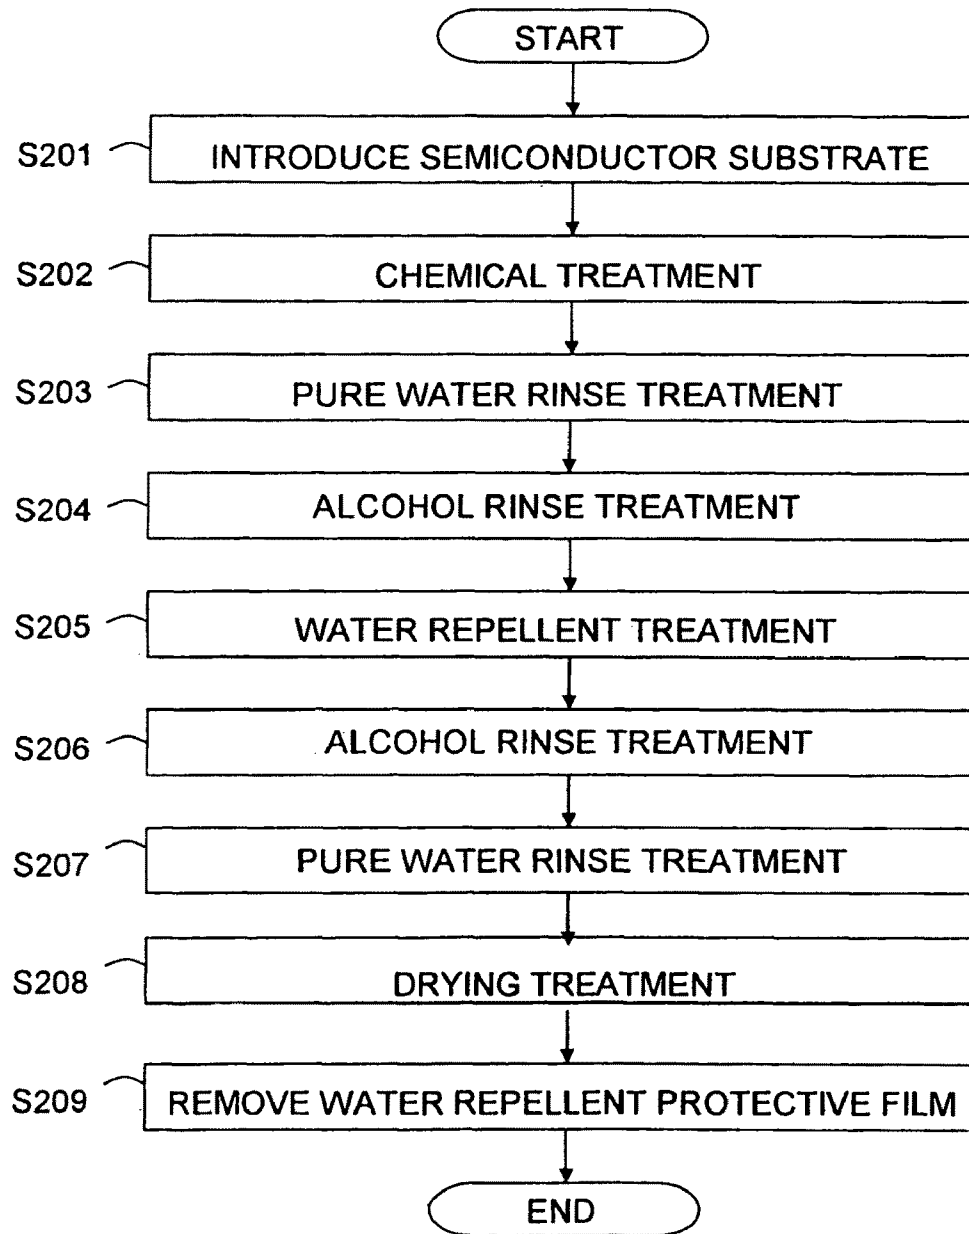 START
S201 INTRODUCE SEMICONDUCTOR SUBSTRATE
S202 CHEMICAL TREATMENT
S203 PURE WATER RINSE TREATMENT
S204 ALCOHOL RINSE TREATMENT
S205 WATER REPELLENT TREATMENT
S206 ALCOHOL RINSE TREATMENT
S207 PURE WATER RINSE TREATMENT
S208 DRYING TREATMENT
S209 REMOVE WATER REPELLENT PROTECTIVE FILM
END